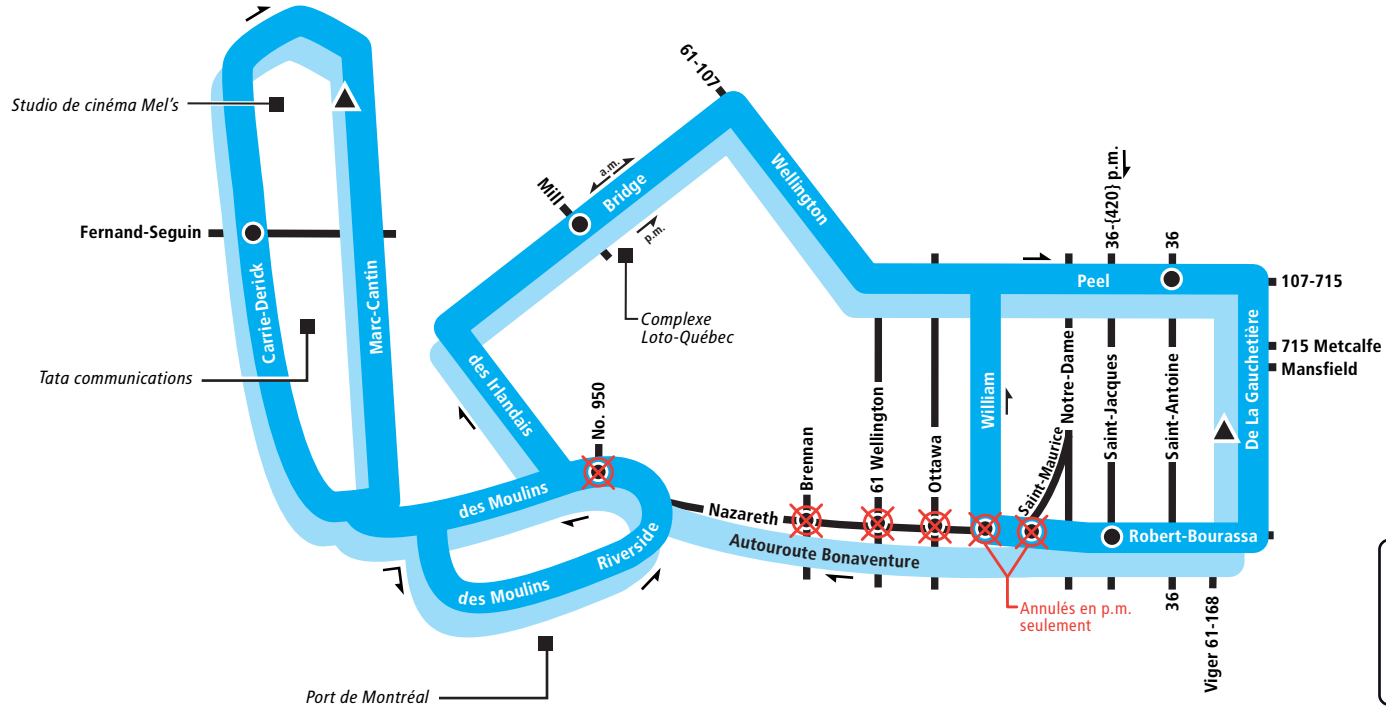 Studio de cinéma Mel's
Fernand-Seguin
Carrie-Derick
Marc-Cantin
Tata communications
61-107
Mill
a.m.
Bridge
p.m.
Complexe
Loto-Québec
Wellington
des Irlandais
No. 950
des Moulins
Riverside
des Moulins
Port de Montréal
Nazareth
Autoroute Bonaventure
Brennan
61 Wellington
Ottawa
William
Saint-Maurice
Notre-Dame
36-{420} p.m.
Saint-Jacques
36
Saint-Antoine
36
Peel
107-715
715 Metcalfe
Mansfield
De La Gauchetière
Robert-Bourassa
Viger 61-168
Annulés en p.m.
seulement